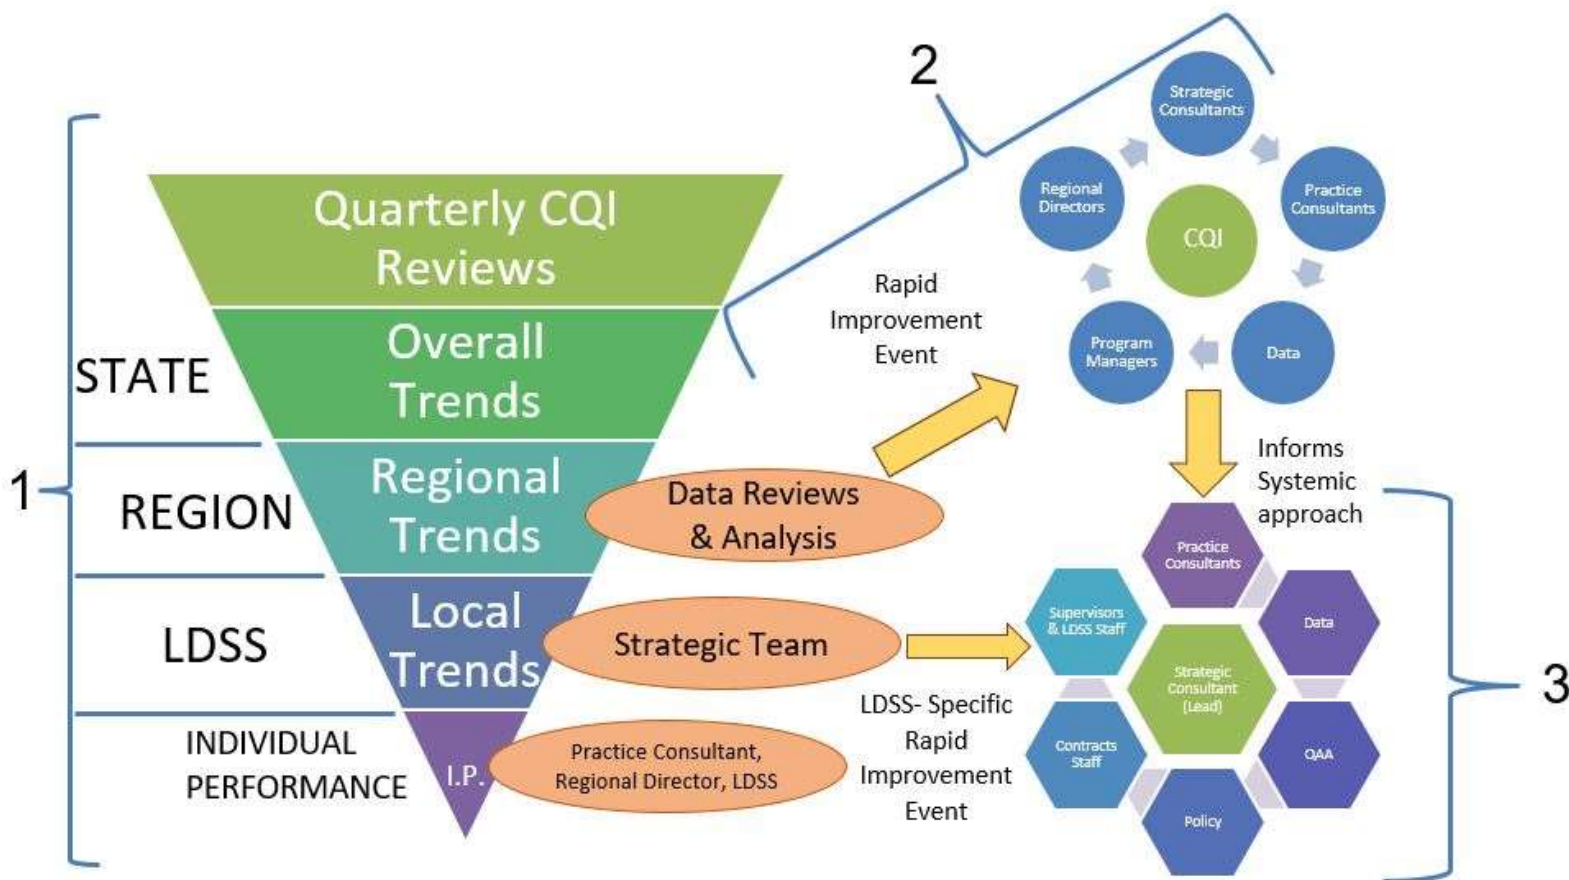 1
STATE
REGION
LDSS
INDIVIDUAL
PERFORMANCE
Quarterly CQI
Reviews
Overall
Trends
Regional
Trends
Local
Trends
I.P.
Data Reviews
& Analysis
Strategic Team
Practice Consultant,
Regional Director, LDSS
2
Rapid
Improvement
Event
Strategic
Consultants
Practice
Consultants
Data
Program
Managers
Regional
Directors
CQI
Informs
Systemic
approach
LDSS- Specific
Rapid
Improvement
Event
Practice
Consultants
Data
QAA
Policy
Contracts
Staff
Supervisors
& LDSS Staff
Strategic
Consultant
(Lead)
3